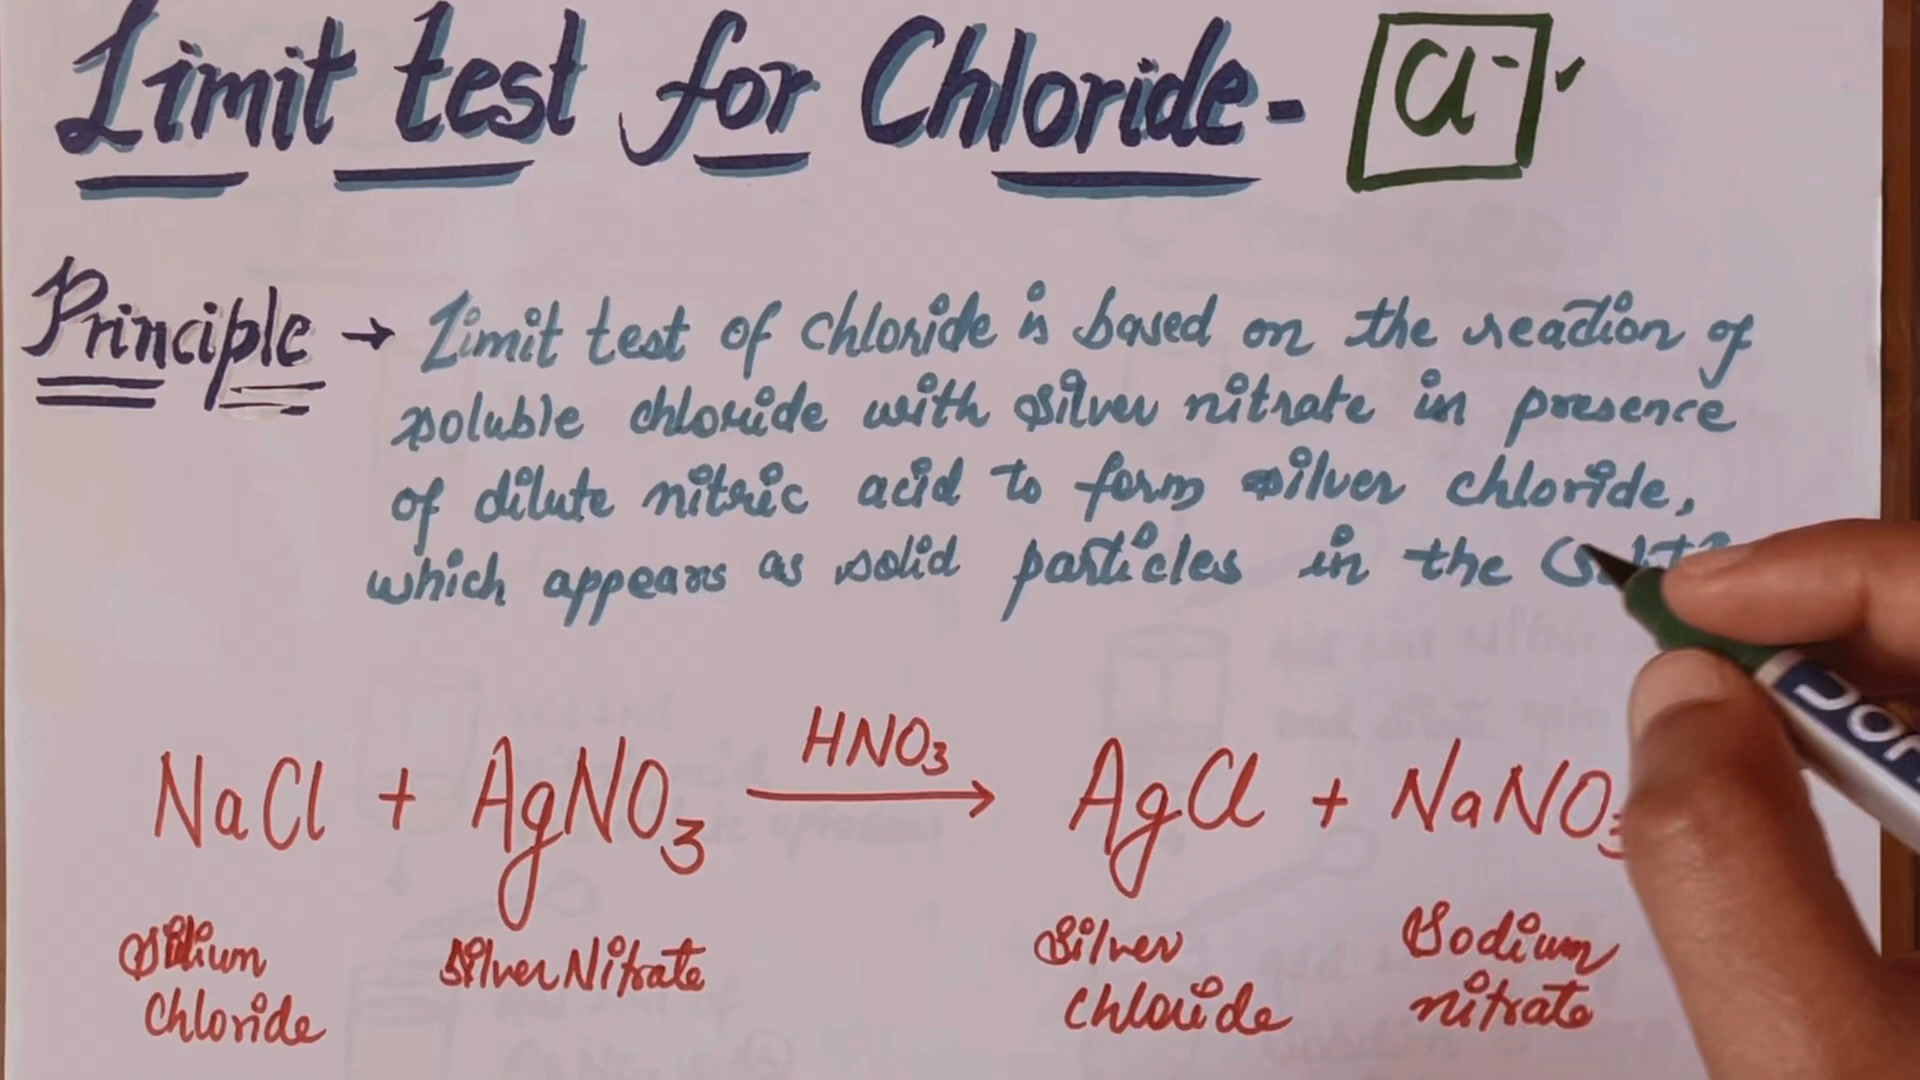 Limit test for Chloride - Cl⁻ ✓
Principle → Limit test of chloride is based on the reaction of
soluble chloride with silver nitrate in presence
of dilute nitric acid to form silver chloride,
which appears as solid particles in the
NaCl + AgNO₃ HNO₃ → AgCl + NaNO₃
Chloride
Silver Nitrate
Silver
chloride
Sodium
nitrate